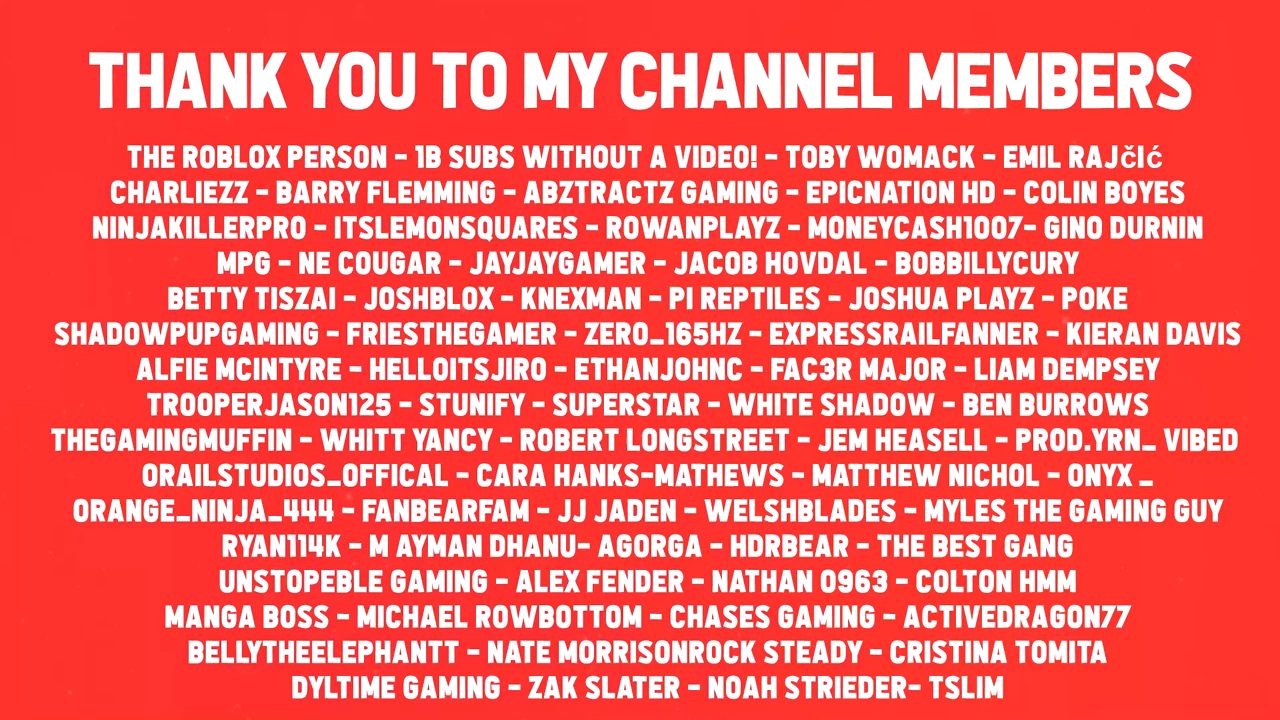 THANK YOU TO MY CHANNEL MEMBERS
THE ROBLOX PERSON - 1B SUBS WITHOUT A VIDEO! - TOBY WOMACK - EMIL RAJčIć
CHARLIEZZ - BARRY FLEMMING - ABZTRACTZ GAMING - EPICNATION HD - COLIN BOYES
NINJAKILLERPRO - ITSLEMONSQUARES - ROWANPLAYZ - MONEYCASH1007- GINO DURNIN
MPG - NE COUGAR - JAYJAYGAMER - JACOB HOVDAL - BOBBILLYCURY
BETTY TISZAI - JOSHBLOX - KNEXMAN - PI REPTILES - JOSHUA PLAYZ - POKE
SHADOWPUPGAMING - FRIESTHEGAMER - ZERO_165HZ - EXPRESSRAILFANNER - KIERAN DAVIS
ALFIE MCINTYRE - HELLOITSJIRO - ETHANJOHNC - FAC3R MAJOR - LIAM DEMPSEY
TROOPERJASON125 - STUNIFY - SUPERSTAR - WHITE SHADOW - BEN BURROWS
THEGAMINGMUFFIN - WHITT YANCY - ROBERT LONGSTREET - JEM HEASELL - PROD.YRN_ VIBED
ORAILSTUDIOS_OFFICAL - CARA HANKS-MATHEWS - MATTHEW NICHOL - ONYX _
ORANGE_NINJA_444 - FANBEARFAM - JJ JADEN - WELSHBLADES - MYLES THE GAMING GUY
RYAN114K - M AYMAN DHANU- AGORGA - HDRBEAR - THE BEST GANG
UNSTOPEBLE GAMING - ALEX FENDER - NATHAN 0963 - COLTON HMM
MANGA BOSS - MICHAEL ROWBOTTOM - CHASES GAMING - ACTIVEDRAGON77
BELLYTHEELEPHANTT - NATE MORRISONROCK STEADY - CRISTINA TOMITA
DYLTIME GAMING - ZAK SLATER - NOAH STRIEDER- TSLIM